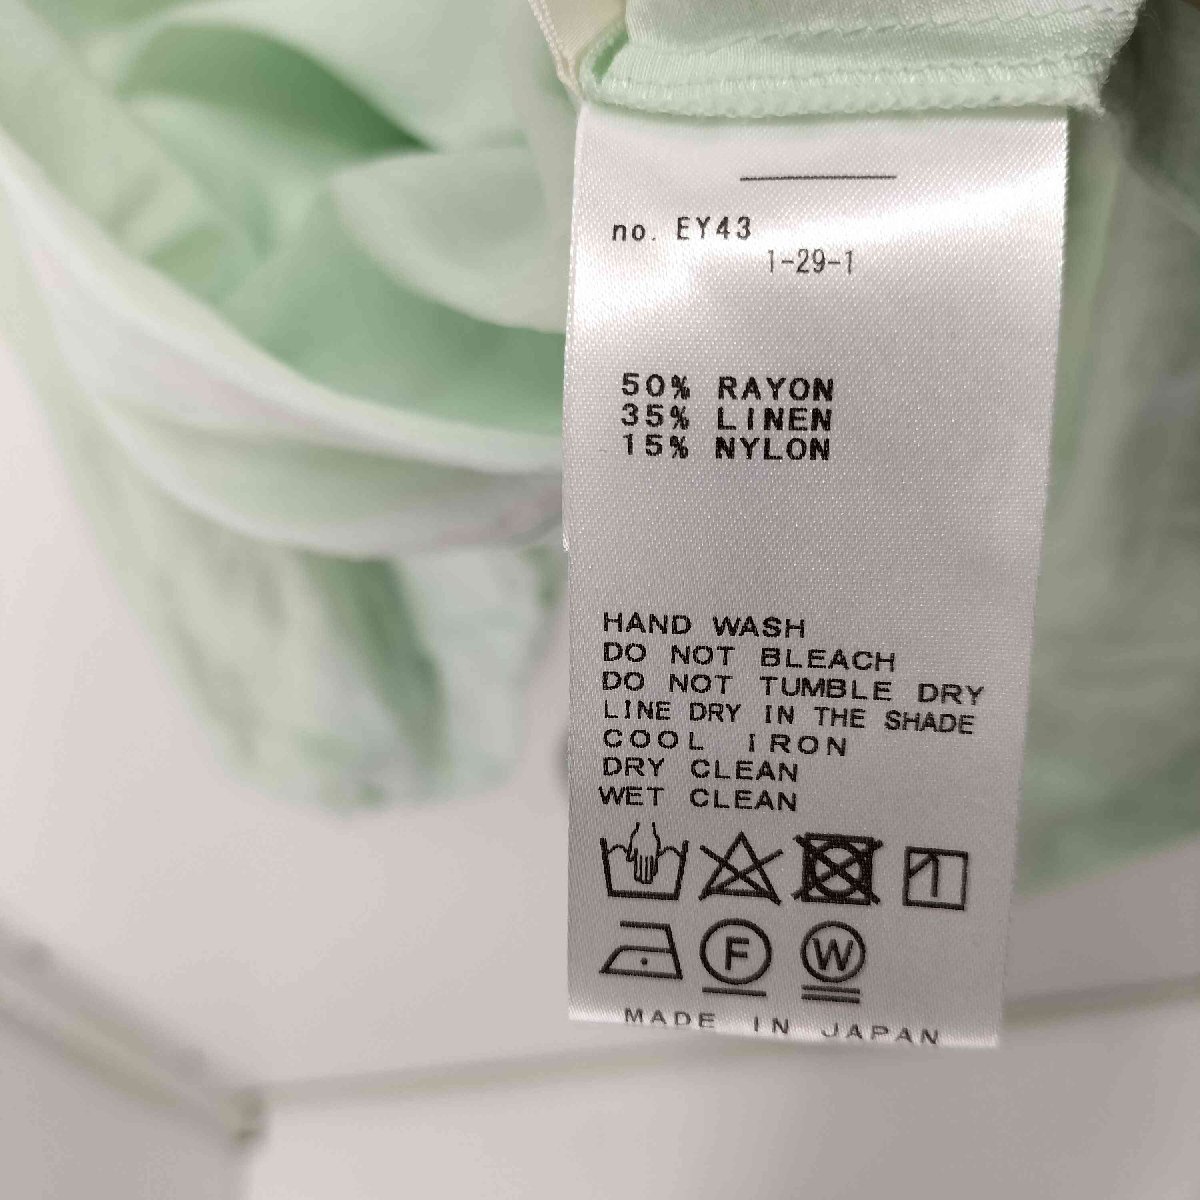 no. EY43
1-29-1
50% RAYON
35% LINEN
15% NYLON
HAND WASH
DO NOT BLEACH
DO NOT TUMBLE DRY
LINE DRY IN THE SHADE
COOL IRON
DRY CLEAN
WET CLEAN
F W
MADE IN JAPAN